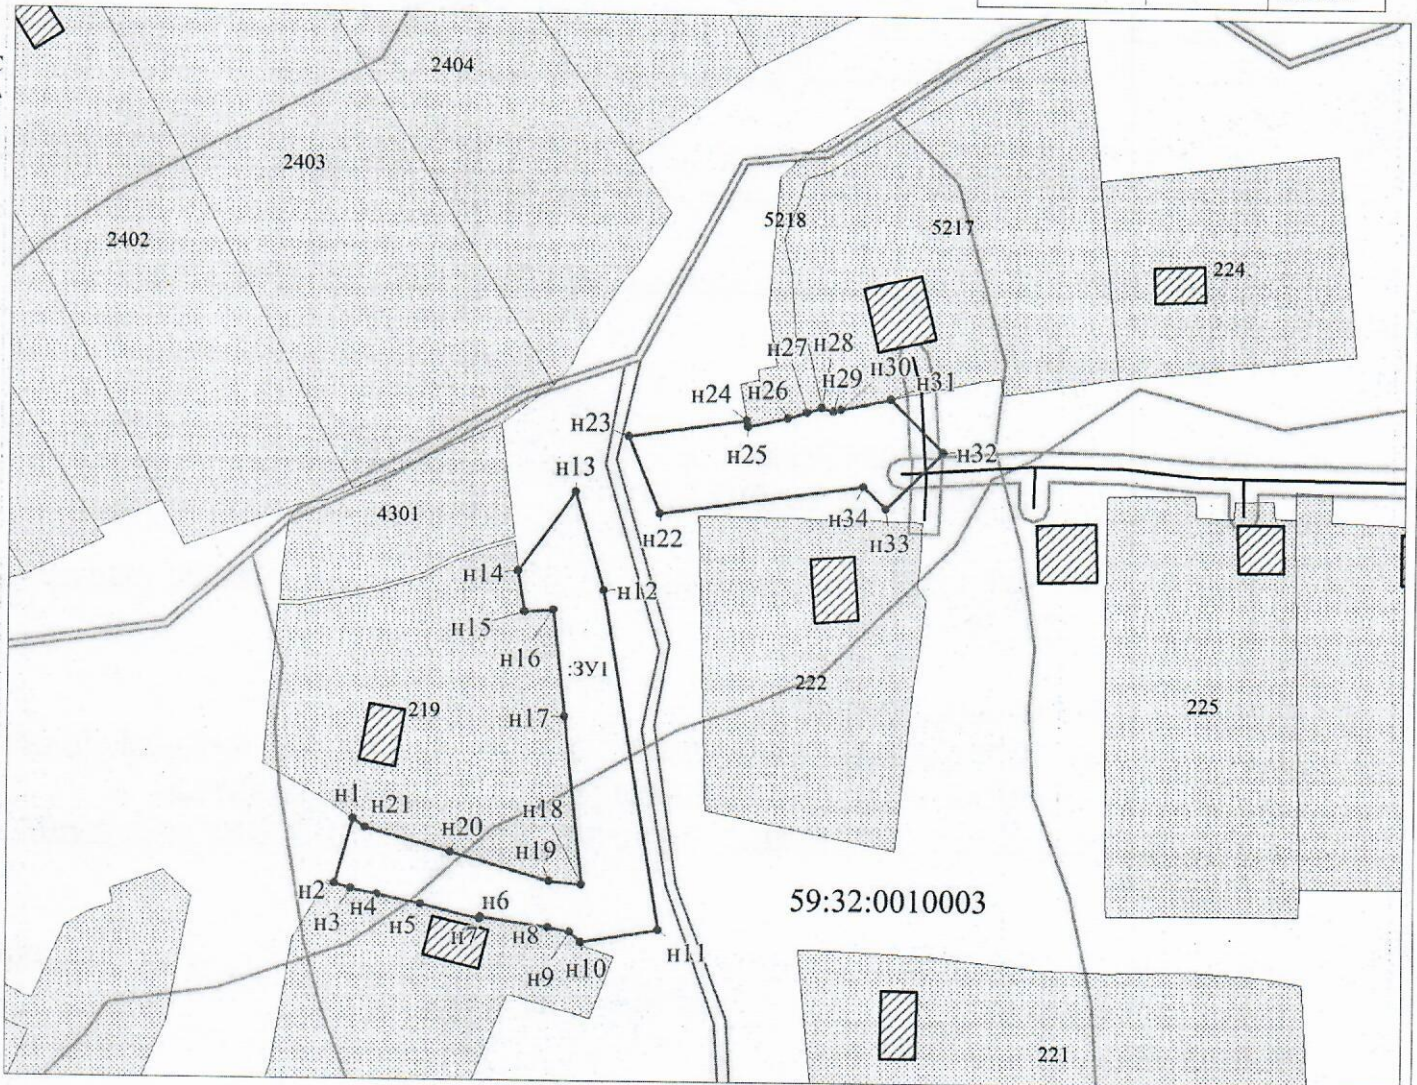 2404
2403
2402
5218
5217
224
н27
н28
н30
н29
н31
н24
н26
н23
н25
н32
н13
4301
н34
н22
н33
н14
н12
н15
н16
:ЗУ1
222
219
н17
225
н1
н21
н18
н20
н19
н2
н3
н4
н5
н6
59:32:0010003
н7
н8
н9
н10
н11
221